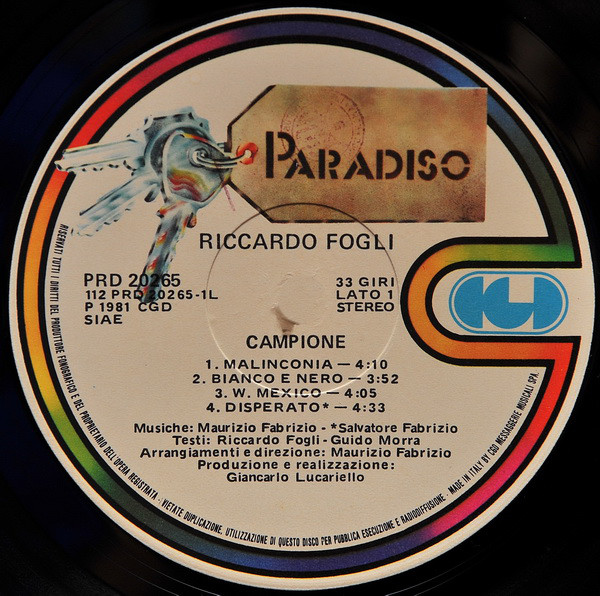 PARADISO
RICCARDO FOGLI
PRD 20265
112 PRD 20265-1L
P 1981 CGD
SIAE
33 GIRI
LATO 1
STEREO
CGD
CAMPIONE
1. MALINCONIA — 4:10
2. BIANCO E NERO — 3:52
3. W. MEXICO — 4:05
4. DISPERATO* — 4:33
Musiche: Maurizio Fabrizio - *Salvatore Fabrizio
Testi: Riccardo Fogli - Guido Morra
Arrangiamenti e direzione: Maurizio Fabrizio
Produzione e realizzazione:
Giancarlo Lucariello
RISERVATI TUTTI I DIRITTI DEL PRODUTTORE FONOGRAFICO E DEL PROPRIETARIO DELL'OPERA REGISTRATA - VIETATE DUPLICAZIONE, UTILIZZAZIONE DI QUESTO DISCO PER PUBBLICA ESECUZIONE E RADIODIFFUSIONE - MADE IN ITALY BY CGD MESSAGGERIE MUSICALI SPA.